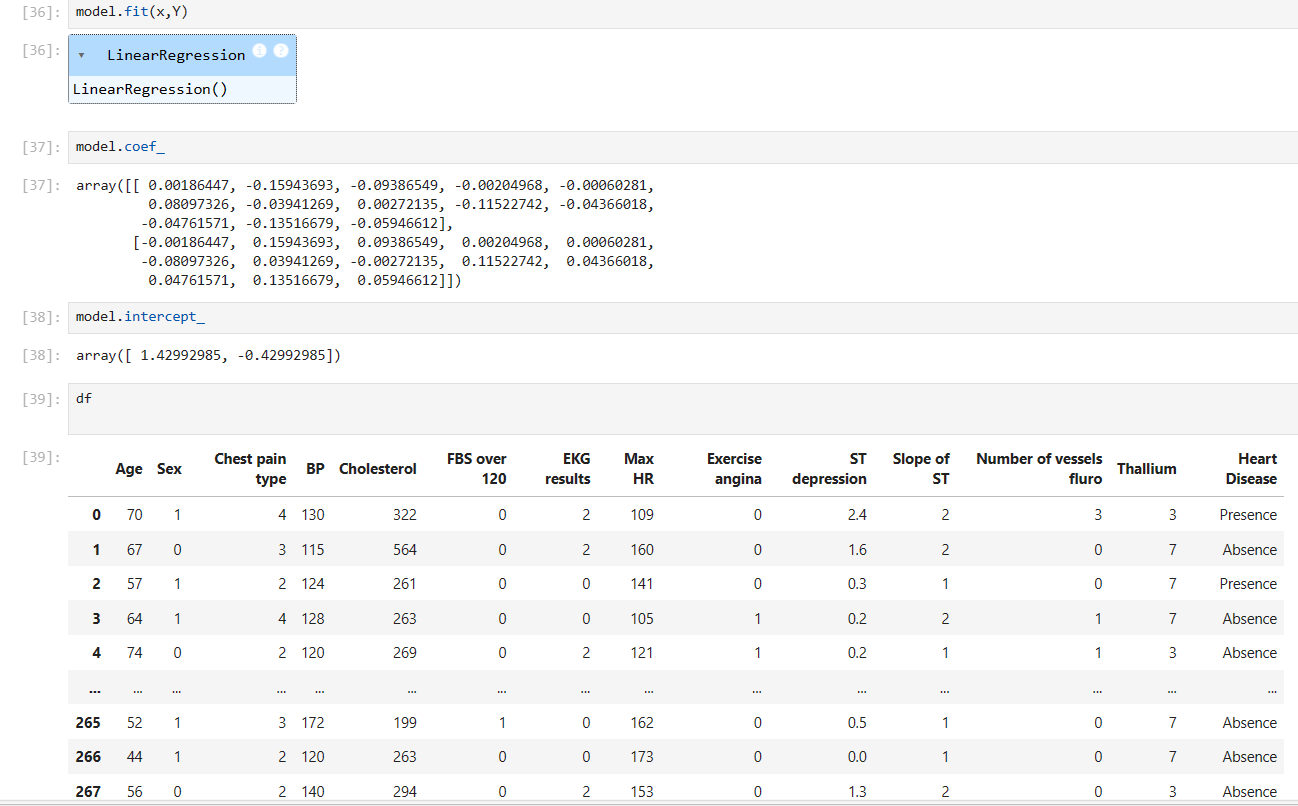 [36]: model.fit(x,Y)
[36]: ▾ LinearRegression i ?
LinearRegression()
[37]: model.coef_
[37]: array([[ 0.00186447, -0.15943693, -0.09386549, -0.00204968, -0.00060281,
0.08097326, -0.03941269,  0.00272135, -0.11522742, -0.04366018,
-0.04761571, -0.13516679, -0.05946612],
[-0.00186447,  0.15943693,  0.09386549,  0.00204968,  0.00060281,
-0.08097326,  0.03941269, -0.00272135,  0.11522742,  0.04366018,
0.04761571,  0.13516679,  0.05946612]])
[38]: model.intercept_
[38]: array([ 1.42992985, -0.42992985])
[39]: df
[39]:
Age Sex Chest pain type BP Cholesterol FBS over 120 EKG results Max HR Exercise angina ST depression Slope of ST Number of vessels fluro Thallium Heart Disease
0 70 1 4 130 322 0 2 109 0 2.4 2 3 3 Presence
1 67 0 3 115 564 0 2 160 0 1.6 2 0 7 Absence
2 57 1 2 124 261 0 0 141 0 0.3 1 0 7 Presence
3 64 1 4 128 263 0 0 105 1 0.2 2 1 7 Absence
4 74 0 2 120 269 0 2 121 1 0.2 1 1 3 Absence
... ... ... ... ... ... ... ... ... ... ... ... ... ... ...
265 52 1 3 172 199 1 0 162 0 0.5 1 0 7 Absence
266 44 1 2 120 263 0 0 173 0 0.0 1 0 7 Absence
267 56 0 2 140 294 0 2 153 0 1.3 2 0 3 Absence